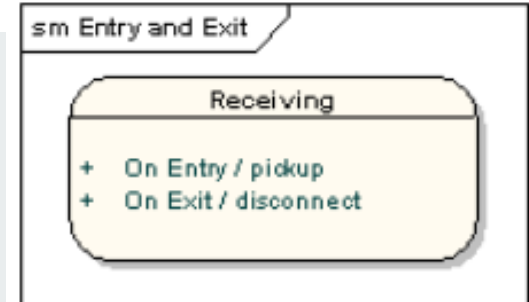 sm Entry and Exit
Receiving
+ On Entry / pickup
+ On Exit / disconnect